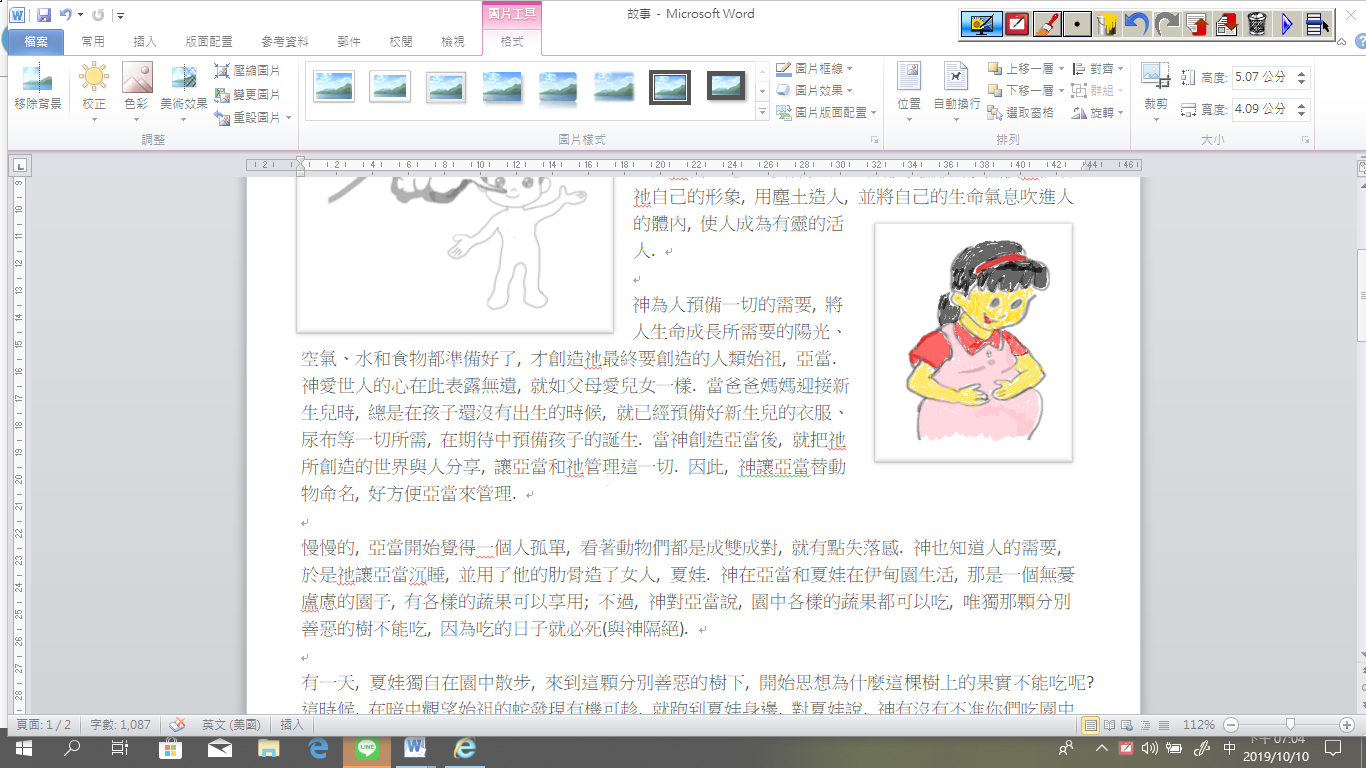 圖片工具
故事 - Microsoft Word
檔案 常用 插入 版面配置 參考資料 郵件 校閱 檢視 格式
移除背景 校正 色彩 美術效果 壓縮圖片 變更圖片 重設圖片
調整
圖片樣式
圖片框線 圖片效果 圖片版面配置
位置 自動換行 上移一層 下移一層 選取窗格 對齊 群組 旋轉
排列
裁剪 高度: 5.07 公分
寬度: 4.09 公分
大小
2 2 4 6 8 10 12 14 16 18 20 22 24 26 28 30 32 34 36 38 40 42 44 46
祂自己的形象, 用塵土造人, 並將自己的生命氣息吹進人
的體內, 使人成為有靈的活
人.
神為人預備一切的需要, 將
人生命成長所需要的陽光、
空氣、水和食物都準備好了, 才創造祂最終要創造的人類始祖, 亞當.
神愛世人的心在此表露無遺, 就如父母愛兒女一樣. 當爸爸媽媽迎接新
生兒時, 總是在孩子還沒有出生的時候, 就已經預備好新生兒的衣服、
尿布等一切所需, 在期待中預備孩子的誕生. 當神創造亞當後, 就把祂
所創造的世界與人分享, 讓亞當和祂管理這一切. 因此, 神讓亞當替動
物命名, 好方便亞當來管理.
慢慢的, 亞當開始覺得一個人孤單, 看著動物們都是成雙成對, 就有點失落感. 神也知道人的需要,
於是祂讓亞當沉睡, 並用了他的肋骨造了女人, 夏娃. 神在亞當和夏娃在伊甸園生活, 那是一個無憂
盧慮的園子, 有各樣的蔬果可以享用; 不過, 神對亞當說, 園中各樣的蔬果都可以吃, 唯獨那顆分別
善惡的樹不能吃, 因為吃的日子就必死(與神隔絕).
有一天, 夏娃獨自在園中散步, 來到這顆分別善惡的樹下, 開始思想為什麼這棵樹上的果實不能吃呢?
這時候, 在暗中觀望始祖的蛇發現有機可趁, 就跑到夏娃身邊, 對夏娃說, 神有沒有不准你們吃園中
頁面: 1 / 2 字數: 1,087 英文 (美國) 插入 112%
中 下午 07:04
2019/10/10
LINE